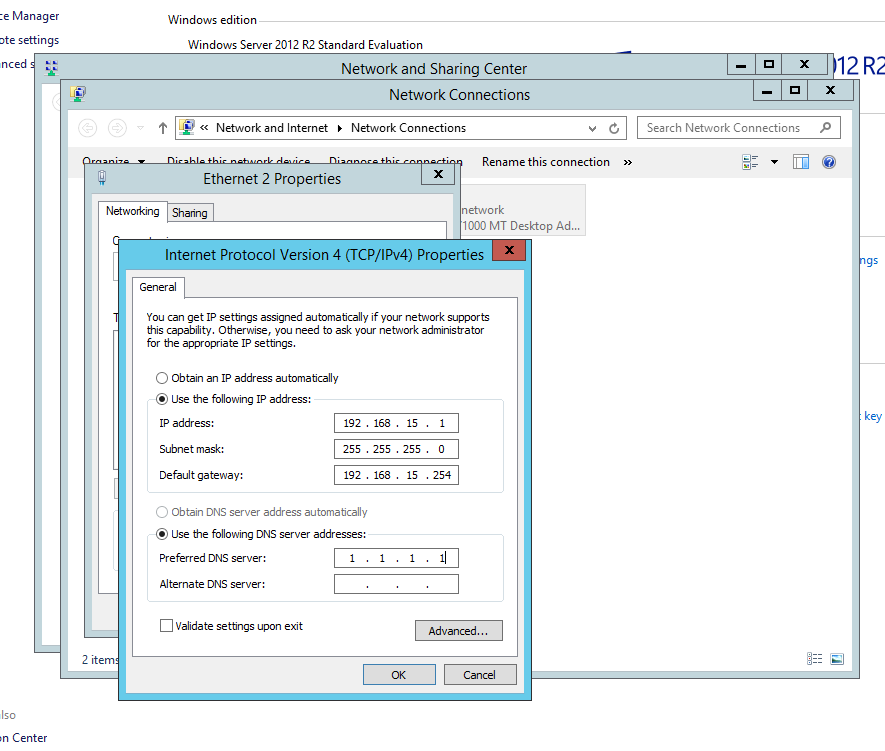 ce Manager
ote settings
nced s
Windows edition
Windows Server 2012 R2 Standard Evaluation
012 R2
Network and Sharing Center
Network Connections
« Network and Internet Network Connections
Search Network Connections
Organize Disable this network device Diagnose this connection Rename this connection »
Ethernet 2 Properties
Networking Sharing
network
1000 MT Desktop Ad...
Internet Protocol Version 4 (TCP/IPv4) Properties
General
You can get IP settings assigned automatically if your network supports
this capability. Otherwise, you need to ask your network administrator
for the appropriate IP settings.
Obtain an IP address automatically
Use the following IP address:
IP address: 192 . 168 . 15 . 1
Subnet mask: 255 . 255 . 255 . 0
Default gateway: 192 . 168 . 15 . 254
Obtain DNS server address automatically
Use the following DNS server addresses:
Preferred DNS server: 1 . 1 . 1 . 1
Alternate DNS server: . . .
Validate settings upon exit
Advanced...
OK Cancel
2 items
ngs
t key
lso
on Center